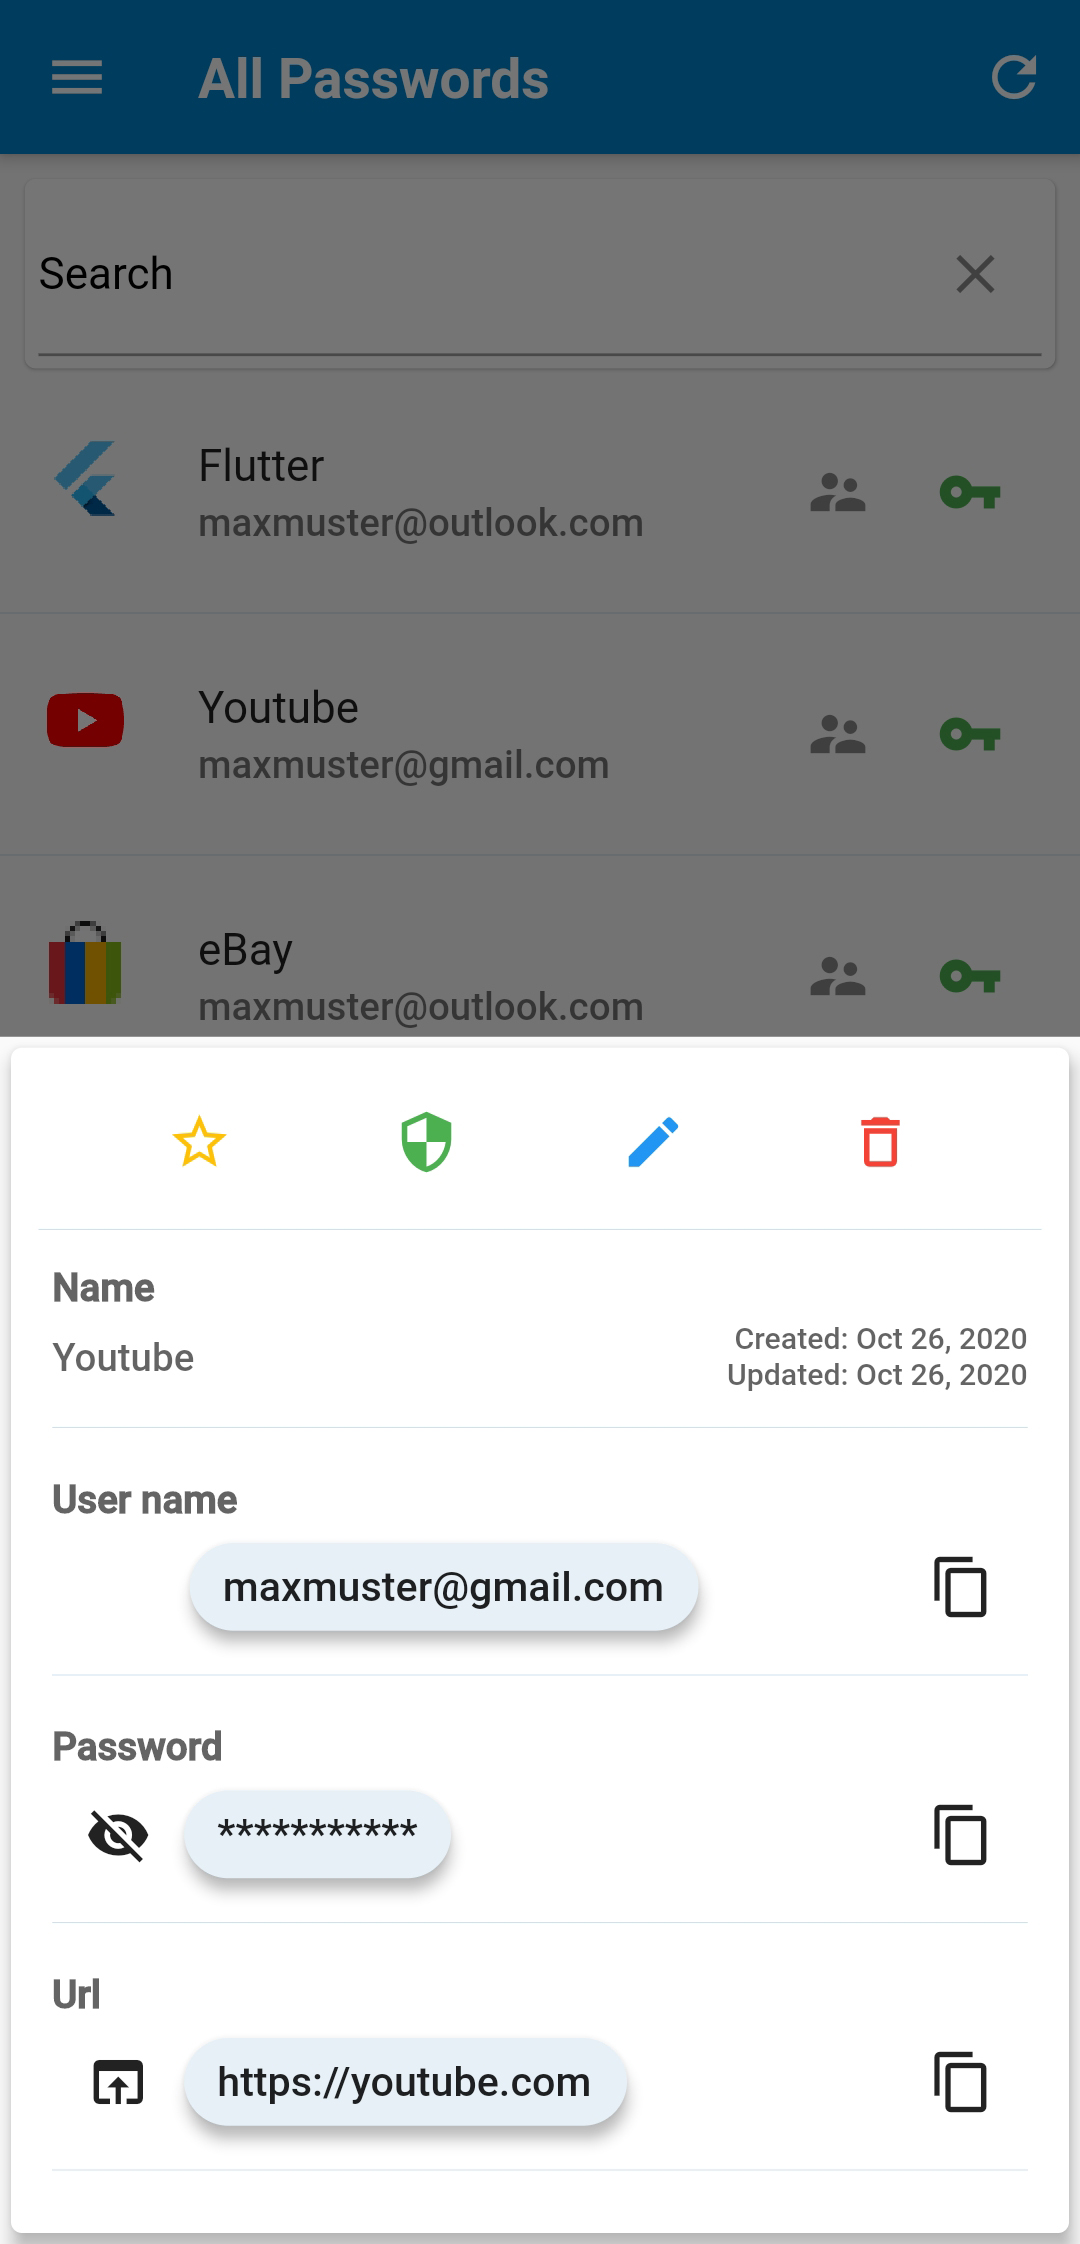 All Passwords
Search
Flutter
maxmuster@outlook.com
Youtube
maxmuster@gmail.com
eBay
maxmuster@outlook.com
Name
Youtube
Created: Oct 26, 2020
Updated: Oct 26, 2020
User name
maxmuster@gmail.com
Password
***********
Url
https://youtube.com